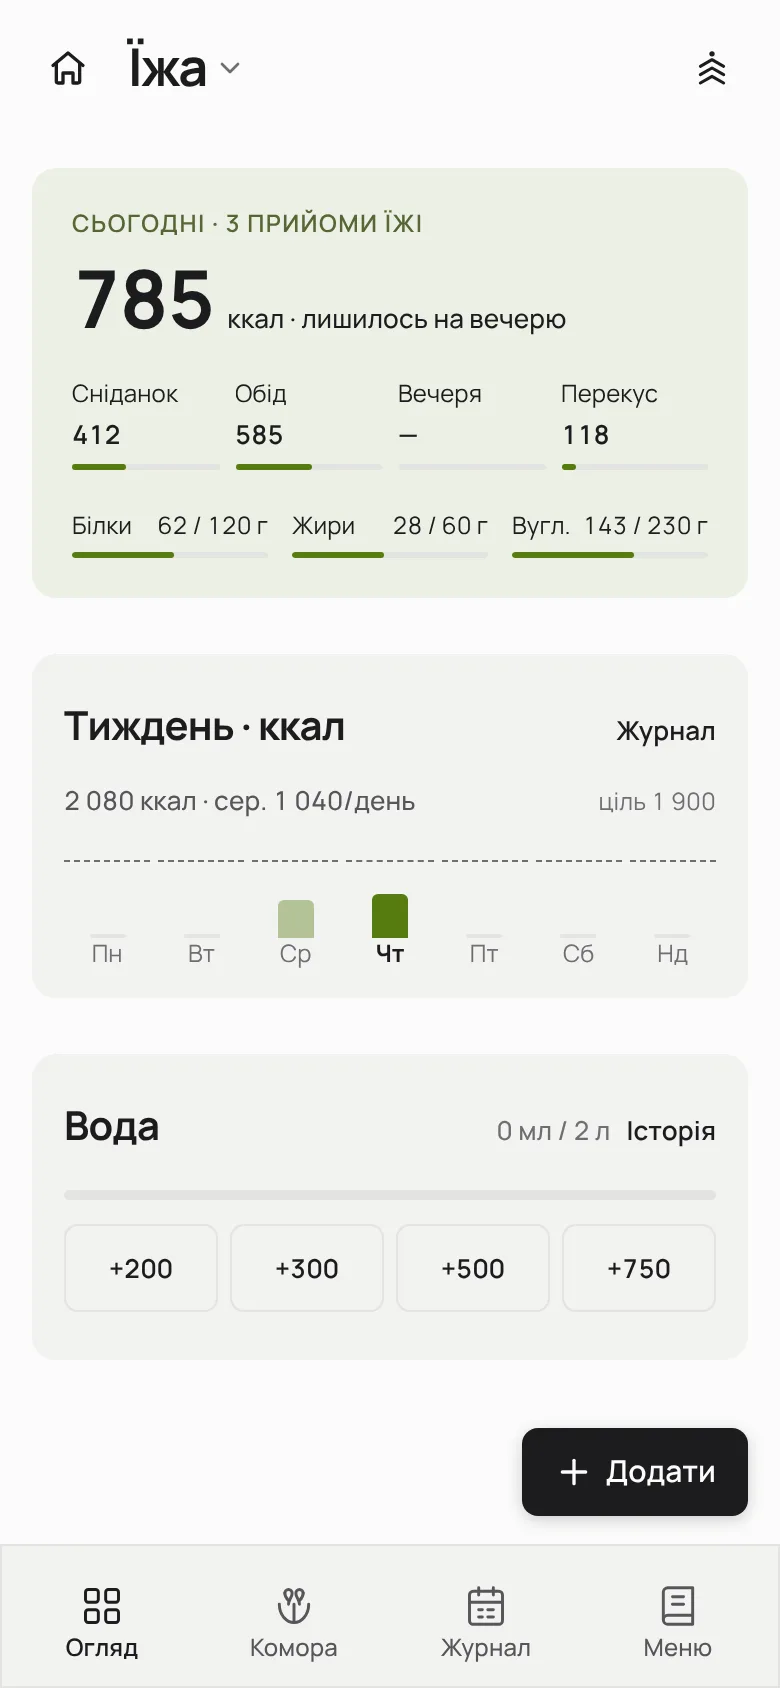 Їжа
СЬОГОДНІ · 3 ПРИЙОМИ ЇЖІ
785 ккал · лишилось на вечерю
Сніданок Обід Вечеря Перекус
412 585 — 118
Білки 62 / 120 г Жири 28 / 60 г Вугл. 143 / 230 г
Тиждень · ккал Журнал
2 080 ккал · сер. 1 040/день ціль 1 900
Пн Вт Ср Чт Пт Сб Нд
Вода 0 мл / 2 л Історія
+200 +300 +500 +750
Додати
Огляд Комора Журнал Меню